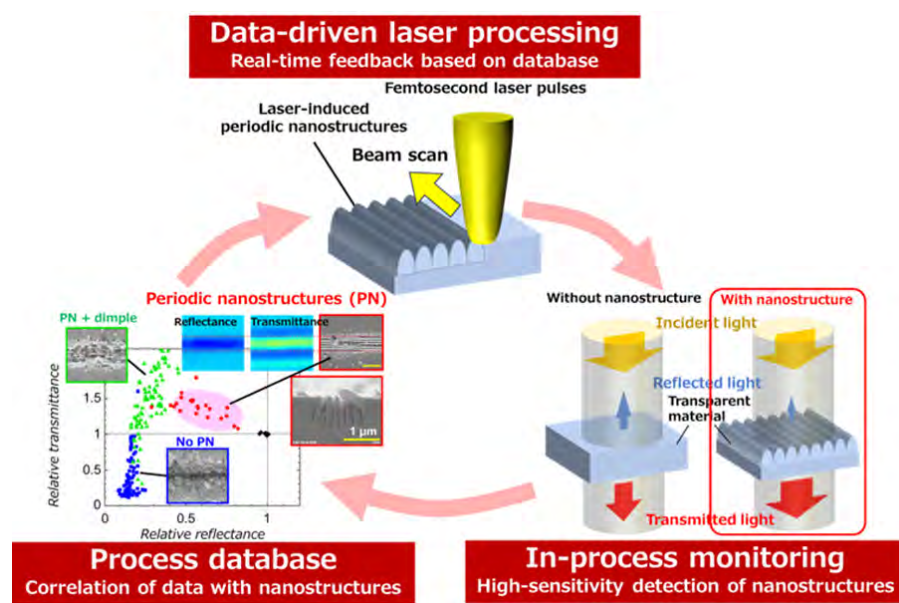 Data-driven laser processing
Real-time feedback based on database
Femtosecond laser pulses
Laser-induced
periodic nanostructures
Beam scan
Periodic nanostructures (PN)
PN + dimple
Reflectance
Transmittance
1 μm
No PN
Relative transmittance
1.5
1
0.5
0
0
0.5
1
Relative reflectance
Without nanostructure
With nanostructure
Incident light
Reflected light
Transparent
material
Transmitted light
Process database
Correlation of data with nanostructures
In-process monitoring
High-sensitivity detection of nanostructures